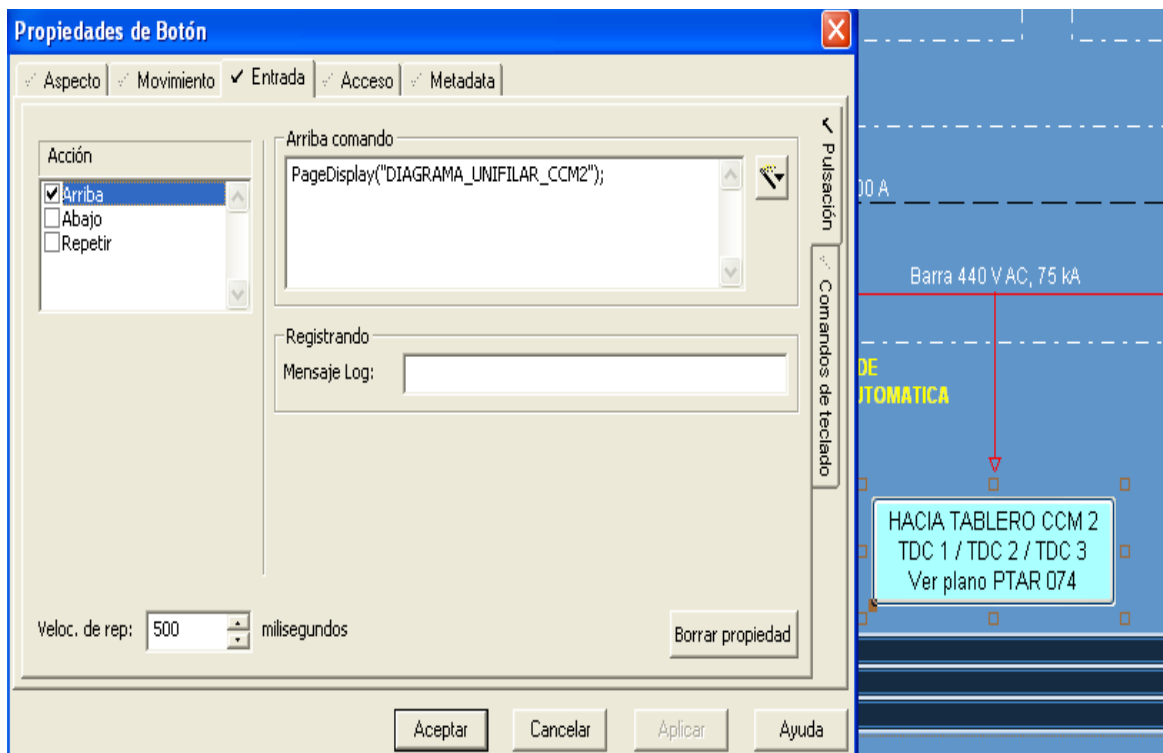 Propiedades de Botón
Aspecto
Movimiento
Entrada
Acceso
Metadata
Acción
Arriba
Abajo
Repetir
Arriba comando
PageDisplay("DIAGRAMA_UNIFILAR_CCM2");
Registrando
Mensaje Log:
Veloc. de rep: 500 milisegundos
Borrar propiedad
Aceptar
Cancelar
Aplicar
Ayuda
Pulsación
Comandos de teclado
00 A
Barra 440 V AC, 75 kA
DE
UTOMATICA
HACIA TABLERO CCM 2
TDC 1 / TDC 2 / TDC 3
Ver plano PTAR 074